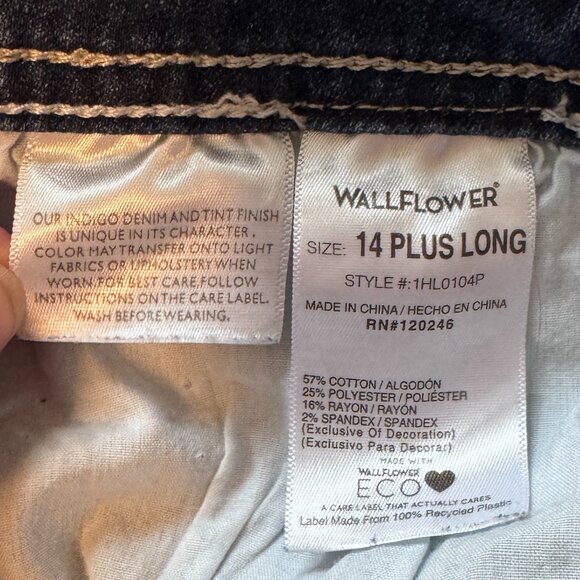 OUR INDIGO DENIM AND TINT FINISH
IS UNIQUE IN ITS CHARACTER.
COLOR MAY TRANSFER ONTO LIGHT
FABRICS OR UPHOLSTERY WHEN
WORN. FOR BEST CARE, FOLLOW
INSTRUCTIONS ON THE CARE LABEL.
WASH BEFORE WEARING.
WALLFLOWER®
SIZE: 14 PLUS LONG
STYLE #:1HL0104P
MADE IN CHINA / HECHO EN CHINA
RN#120246
57% COTTON / ALGODÓN
25% POLYESTER / POLIÉSTER
16% RAYON / RAYÓN
2% SPANDEX / SPANDEX
(Exclusive Of Decoration)
(Exclusivo Para Decorar)
MADE WITH
WALLFLOWER
ECO
A CARE LABEL THAT ACTUALLY CARES
Label Made From 100% Recycled Plastic